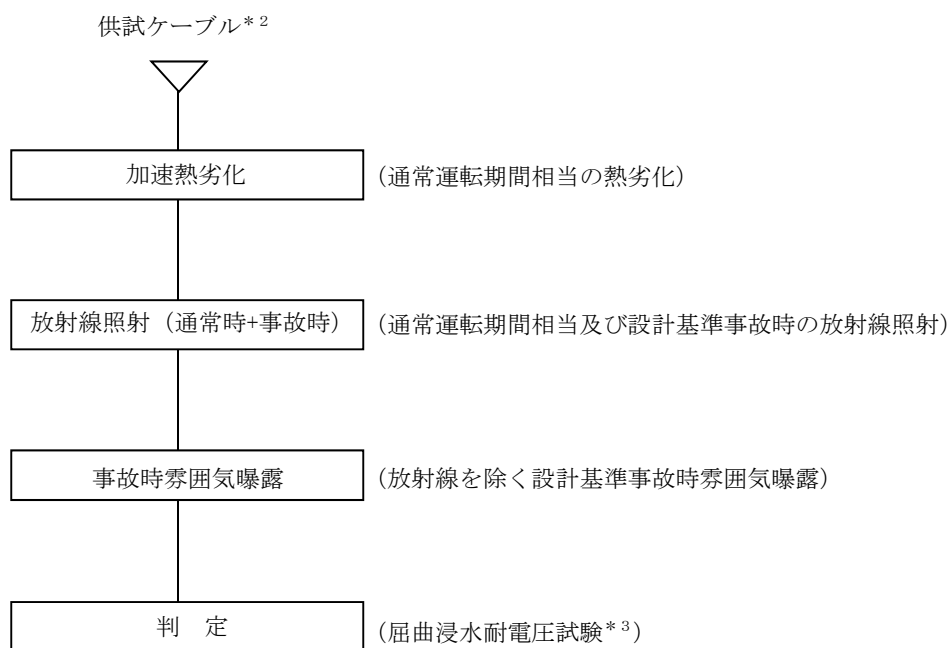 供試ケーブル＊２
加速熱劣化 （通常運転期間相当の熱劣化）
放射線照射（通常時+事故時） （通常運転期間相当及び設計基準事故時の放射線照射）
事故時雰囲気曝露 （放射線を除く設計基準事故時雰囲気曝露）
判　定 （屈曲浸水耐電圧試験＊３）